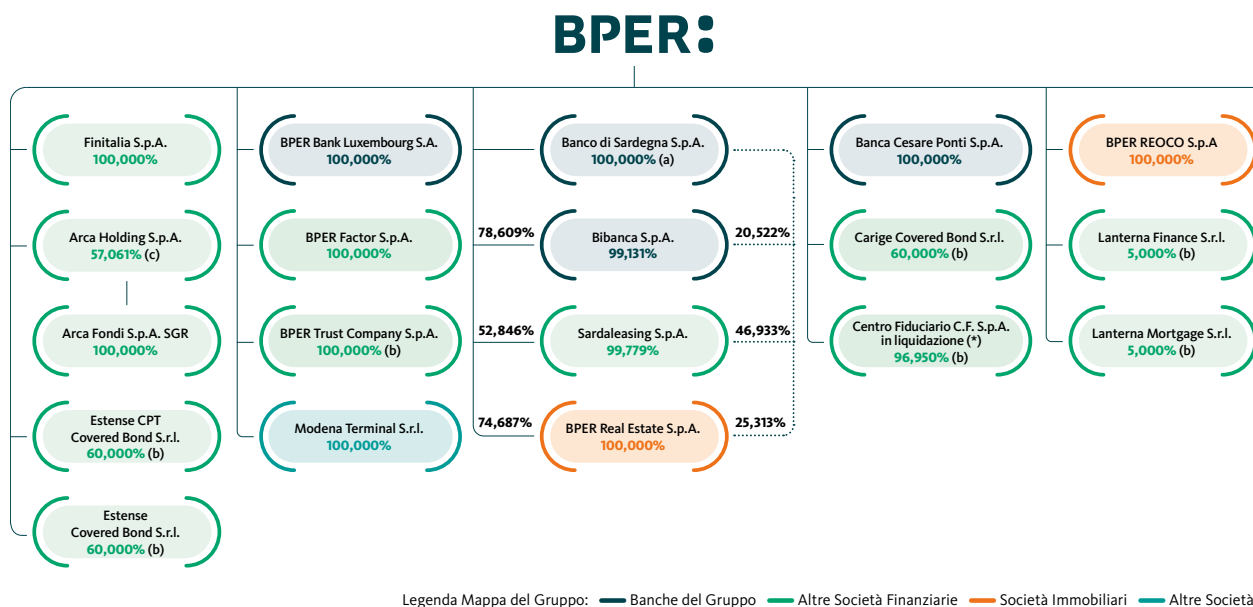 BPER:
Finitalia S.p.A.
100,000%
Arca Holding S.p.A.
57,061% (c)
Arca Fondi S.p.A. SGR
100,000%
Estense CPT
Covered Bond S.r.l.
60,000% (b)
Estense
Covered Bond S.r.l.
60,000% (b)
BPER Bank Luxembourg S.A.
100,000%
BPER Factor S.p.A.
100,000%
BPER Trust Company S.p.A.
100,000% (b)
Modena Terminal S.r.l.
100,000%
Banco di Sardegna S.p.A.
100,000% (a)
78,609%
Bibanca S.p.A.
99,131%
20,522%
52,846%
Sardaleasing S.p.A.
99,779%
46,933%
74,687%
BPER Real Estate S.p.A.
100,000%
25,313%
Banca Cesare Ponti S.p.A.
100,000%
Carige Covered Bond S.r.l.
60,000% (b)
Centro Fiduciario C.F. S.p.A.
in liquidazione (*)
96,950% (b)
BPER REOCO S.p.A
100,000%
Lanterna Finance S.r.l.
5,000% (b)
Lanterna Mortgage S.r.l.
5,000% (b)
Legenda Mappa del Gruppo: Banche del Gruppo Altre Società Finanziarie Società Immobiliari Altre Società